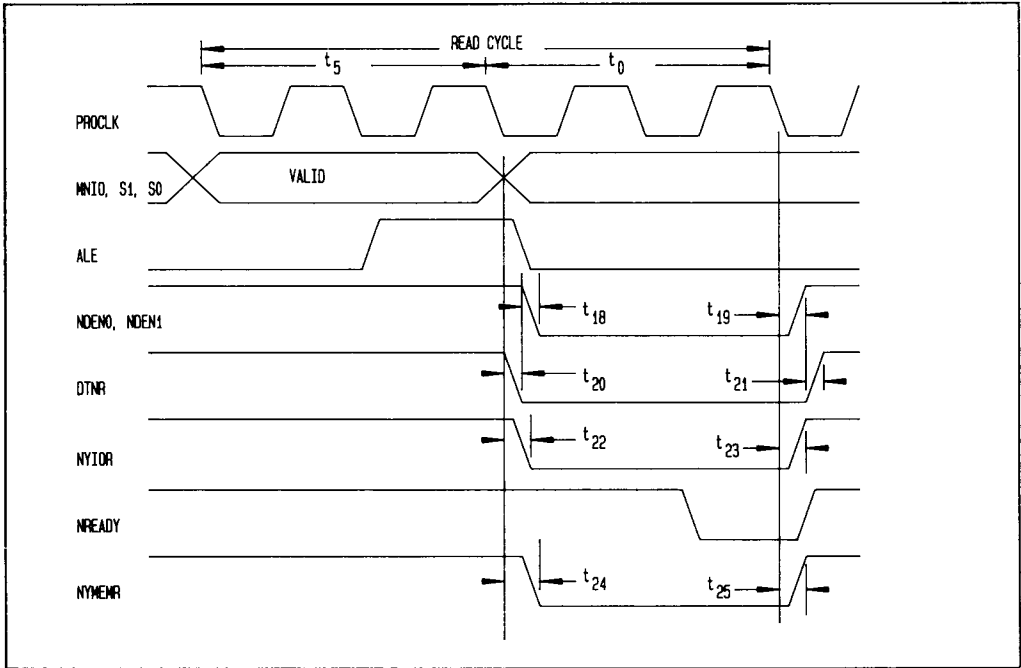 READ CYCLE
t5 t0
PROCLK
MNIO, S1, S0 VALID
ALE
NDEN0, NDEN1 t18 t19
DTNR t20 t21
NYIOR t22 t23
NREADY
NYMEMR t24 t25